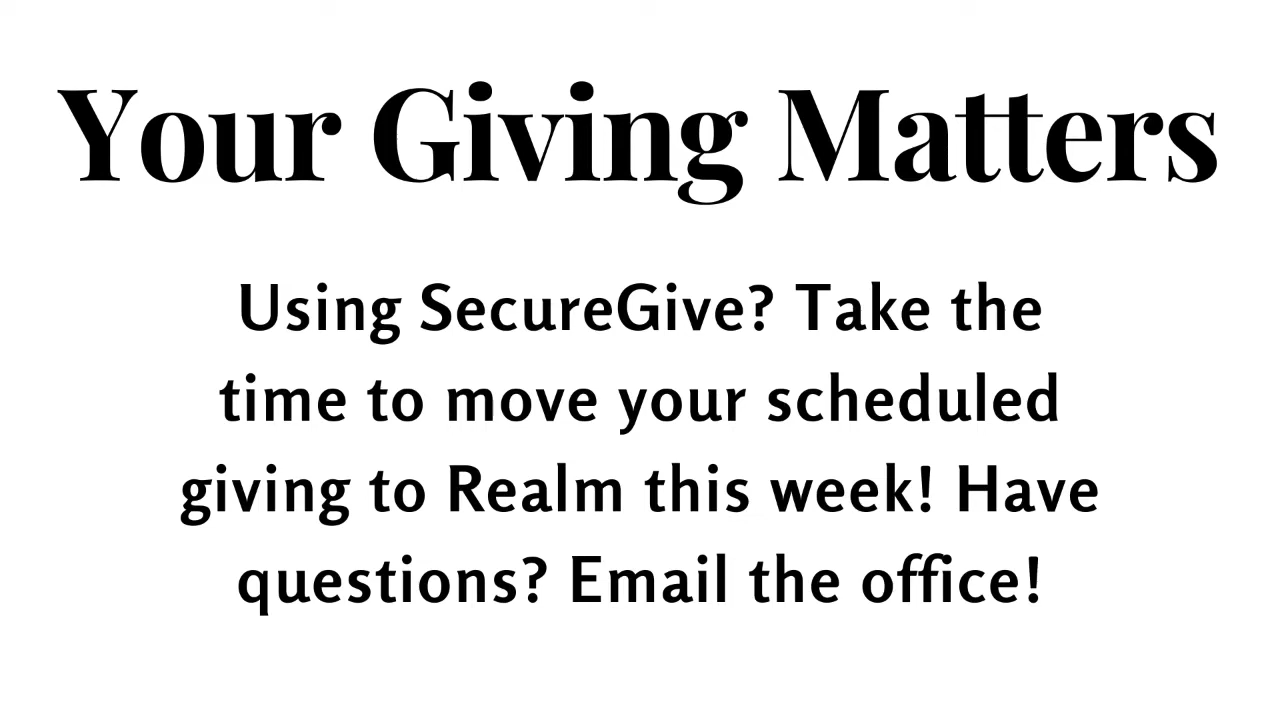 Your Giving Matters
Using SecureGive? Take the
time to move your scheduled
giving to Realm this week! Have
questions? Email the office!